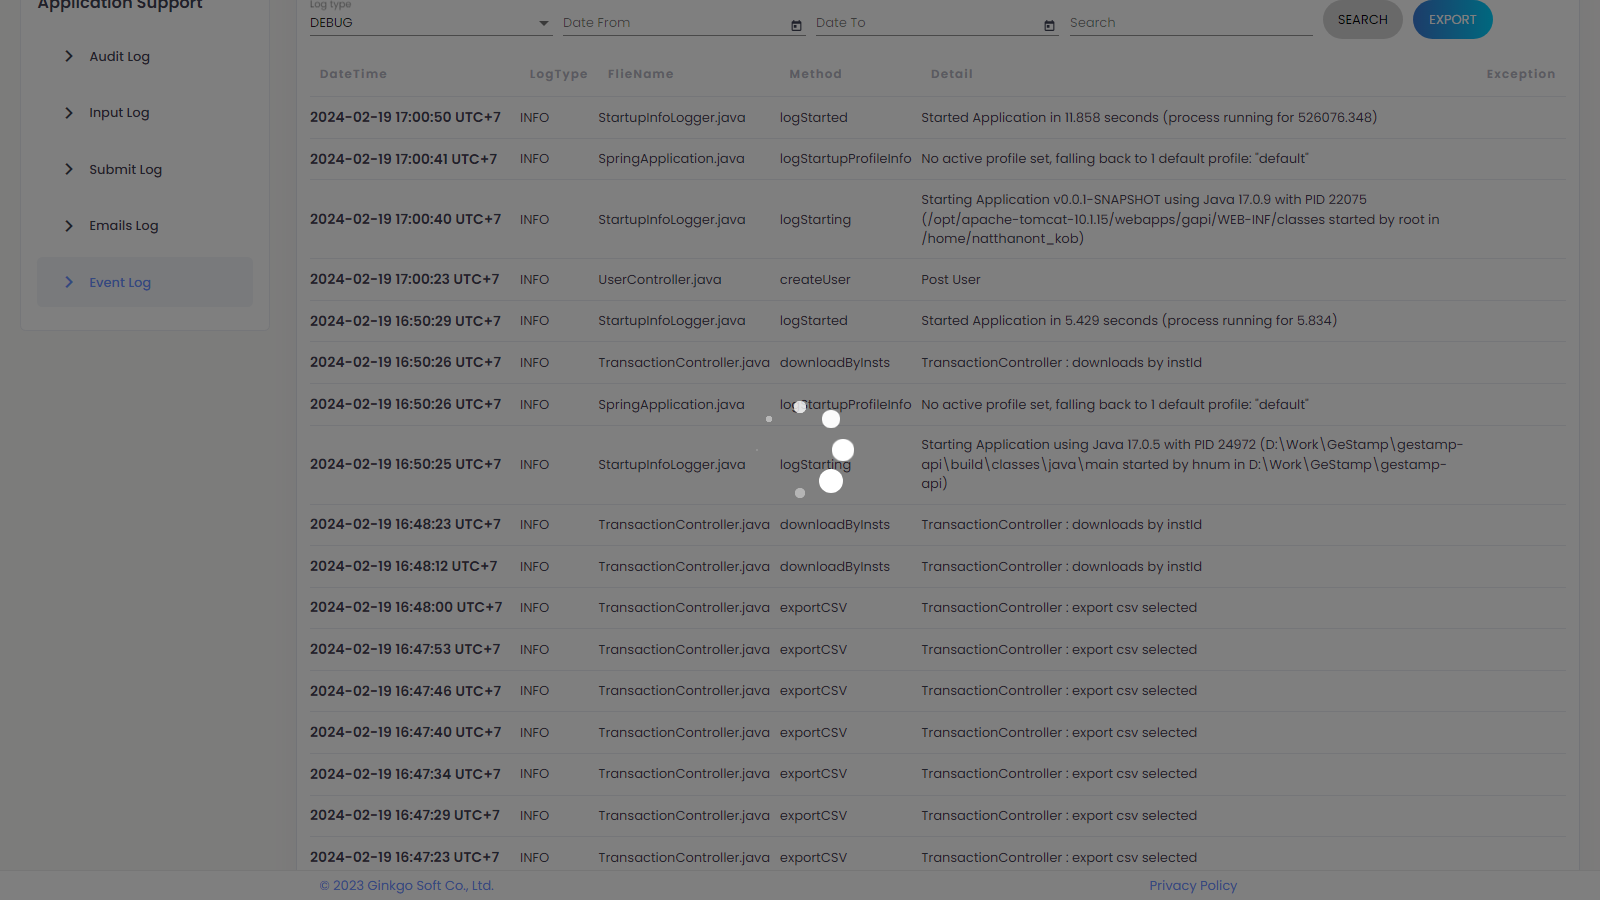 Application Support
Audit Log
Input Log
Submit Log
Emails Log
Event Log
Log type
DEBUG
Date From
Date To
Search
SEARCH
EXPORT
DateTime LogType FlieName Method Detail Exception
2024-02-19 17:00:50 UTC+7 INFO StartupInfoLogger.java logStarted Started Application in 11.858 seconds (process running for 526076.348)
2024-02-19 17:00:41 UTC+7 INFO SpringApplication.java logStartupProfileInfo No active profile set, falling back to 1 default profile: "default"
2024-02-19 17:00:40 UTC+7 INFO StartupInfoLogger.java logStarting Starting Application v0.0.1-SNAPSHOT using Java 17.0.9 with PID 22075
(/opt/apache-tomcat-10.1.15/webapps/gapi/WEB-INF/classes started by root in
/home/natthanont_kob)
2024-02-19 17:00:23 UTC+7 INFO UserController.java createUser Post User
2024-02-19 16:50:29 UTC+7 INFO StartupInfoLogger.java logStarted Started Application in 5.429 seconds (process running for 5.834)
2024-02-19 16:50:26 UTC+7 INFO TransactionController.java downloadByInsts TransactionController : downloads by instId
2024-02-19 16:50:26 UTC+7 INFO SpringApplication.java logStartupProfileInfo No active profile set, falling back to 1 default profile: "default"
2024-02-19 16:50:25 UTC+7 INFO StartupInfoLogger.java logStarting Starting Application using Java 17.0.5 with PID 24972 (D:\Work\GeStamp\gestamp-
api\build\classes\java\main started by hnum in D:\Work\GeStamp\gestamp-
api)
2024-02-19 16:48:23 UTC+7 INFO TransactionController.java downloadByInsts TransactionController : downloads by instId
2024-02-19 16:48:12 UTC+7 INFO TransactionController.java downloadByInsts TransactionController : downloads by instId
2024-02-19 16:48:00 UTC+7 INFO TransactionController.java exportCSV TransactionController : export csv selected
2024-02-19 16:47:53 UTC+7 INFO TransactionController.java exportCSV TransactionController : export csv selected
2024-02-19 16:47:46 UTC+7 INFO TransactionController.java exportCSV TransactionController : export csv selected
2024-02-19 16:47:40 UTC+7 INFO TransactionController.java exportCSV TransactionController : export csv selected
2024-02-19 16:47:34 UTC+7 INFO TransactionController.java exportCSV TransactionController : export csv selected
2024-02-19 16:47:29 UTC+7 INFO TransactionController.java exportCSV TransactionController : export csv selected
2024-02-19 16:47:23 UTC+7 INFO TransactionController.java exportCSV TransactionController : export csv selected
© 2023 Ginkgo Soft Co., Ltd.
Privacy Policy